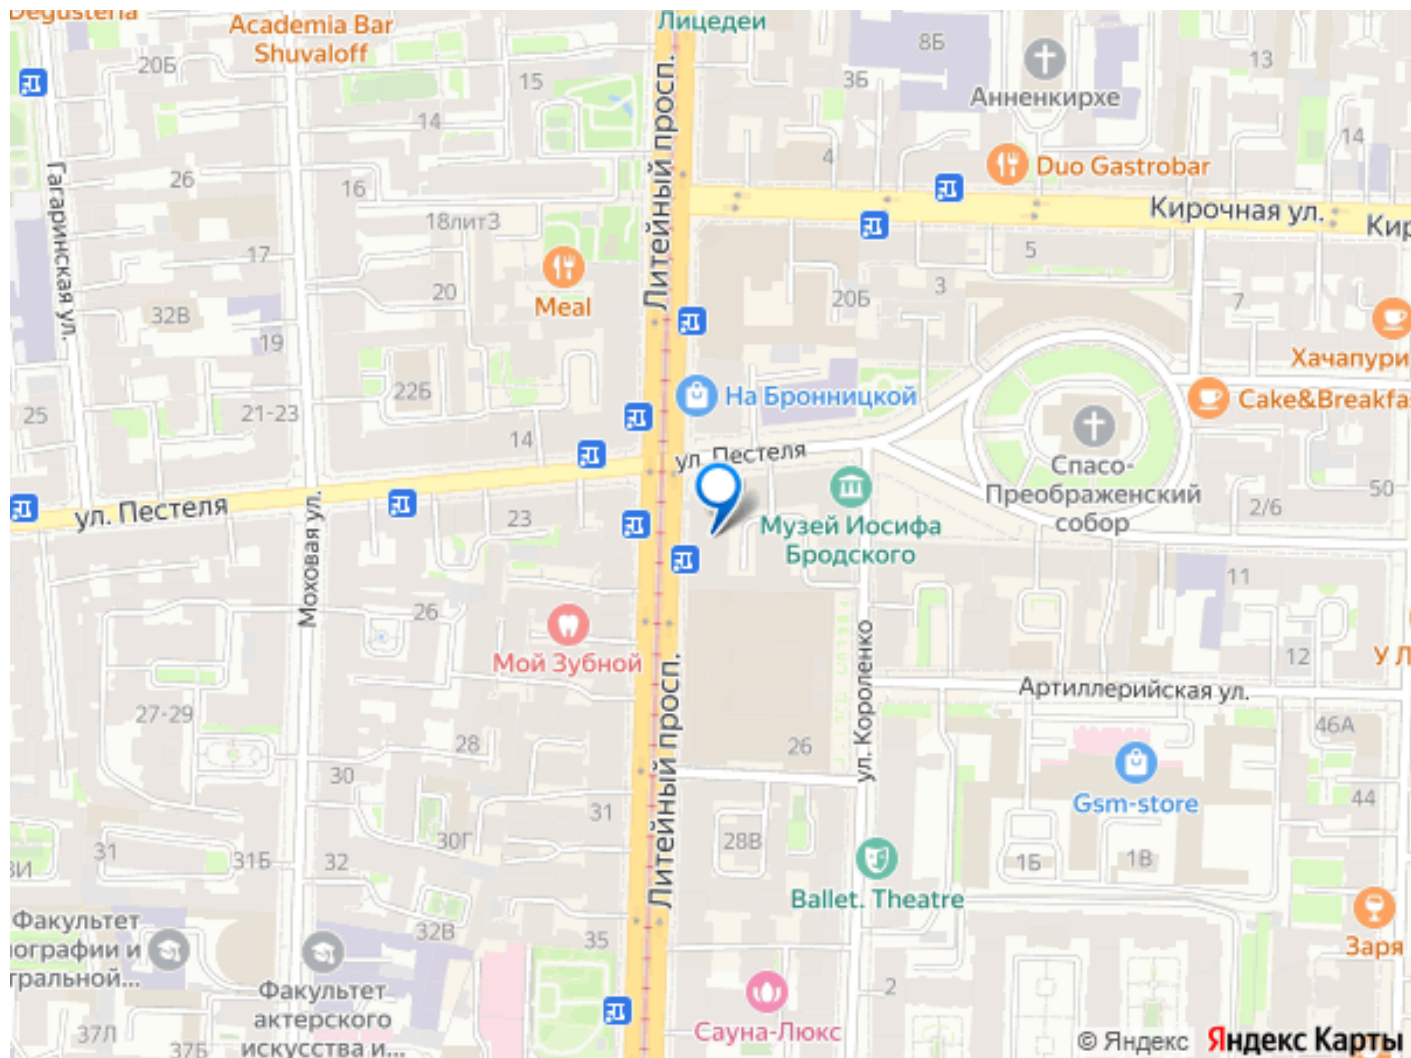 Degusteria
Academia Bar
Shuvaloff
Лицедеи
20Б
15
8Б
3Б
13
Анненкирхе
14
14
4
Duo Gastrobar
26
16
Кирочная ул.
Кир
18лит3
Литейный просп.
Гагаринская ул.
17
5
20
Meal
20Б
3
7
32В
19
Хачапури
22Б
На Бронницкой
Cake&Breakfa
25
21-23
14
ул. Пестеля
Спасо-
Преображенский
собор
50
2/6
ул. Пестеля
23
Музей Иосифа
Бродского
Моховая ул.
11
26
Мой Зубной
ул. Короленко
12
У Л
Артиллерийская ул.
27-29
46А
28
26
Литейный просп.
30
Gsm-store
44
31
30Г
28В
31
31Б
32
1Б
1В
Ballet. Theatre
Факультет
ографии и
тральной...
32В
35
Заря
Факультет
актерского
искусства и...
2
37Л
37Б
Сауна-Люкс
© Яндекс Яндекс Карты